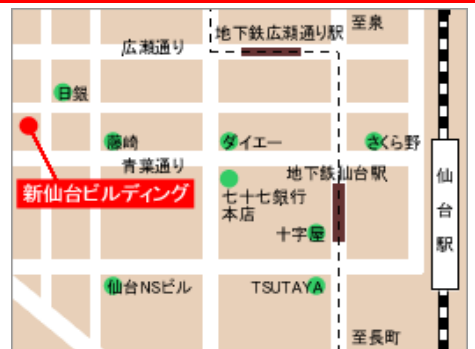 至泉
地下鉄広瀬通り駅
広瀬通り
日銀
藤崎
ダイエー
さくら野
青葉通り
地下鉄仙台駅
仙台駅
新仙台ビルディング
七十七銀行
本店
十字屋
仙台NSビル
TSUTAYA
至長町